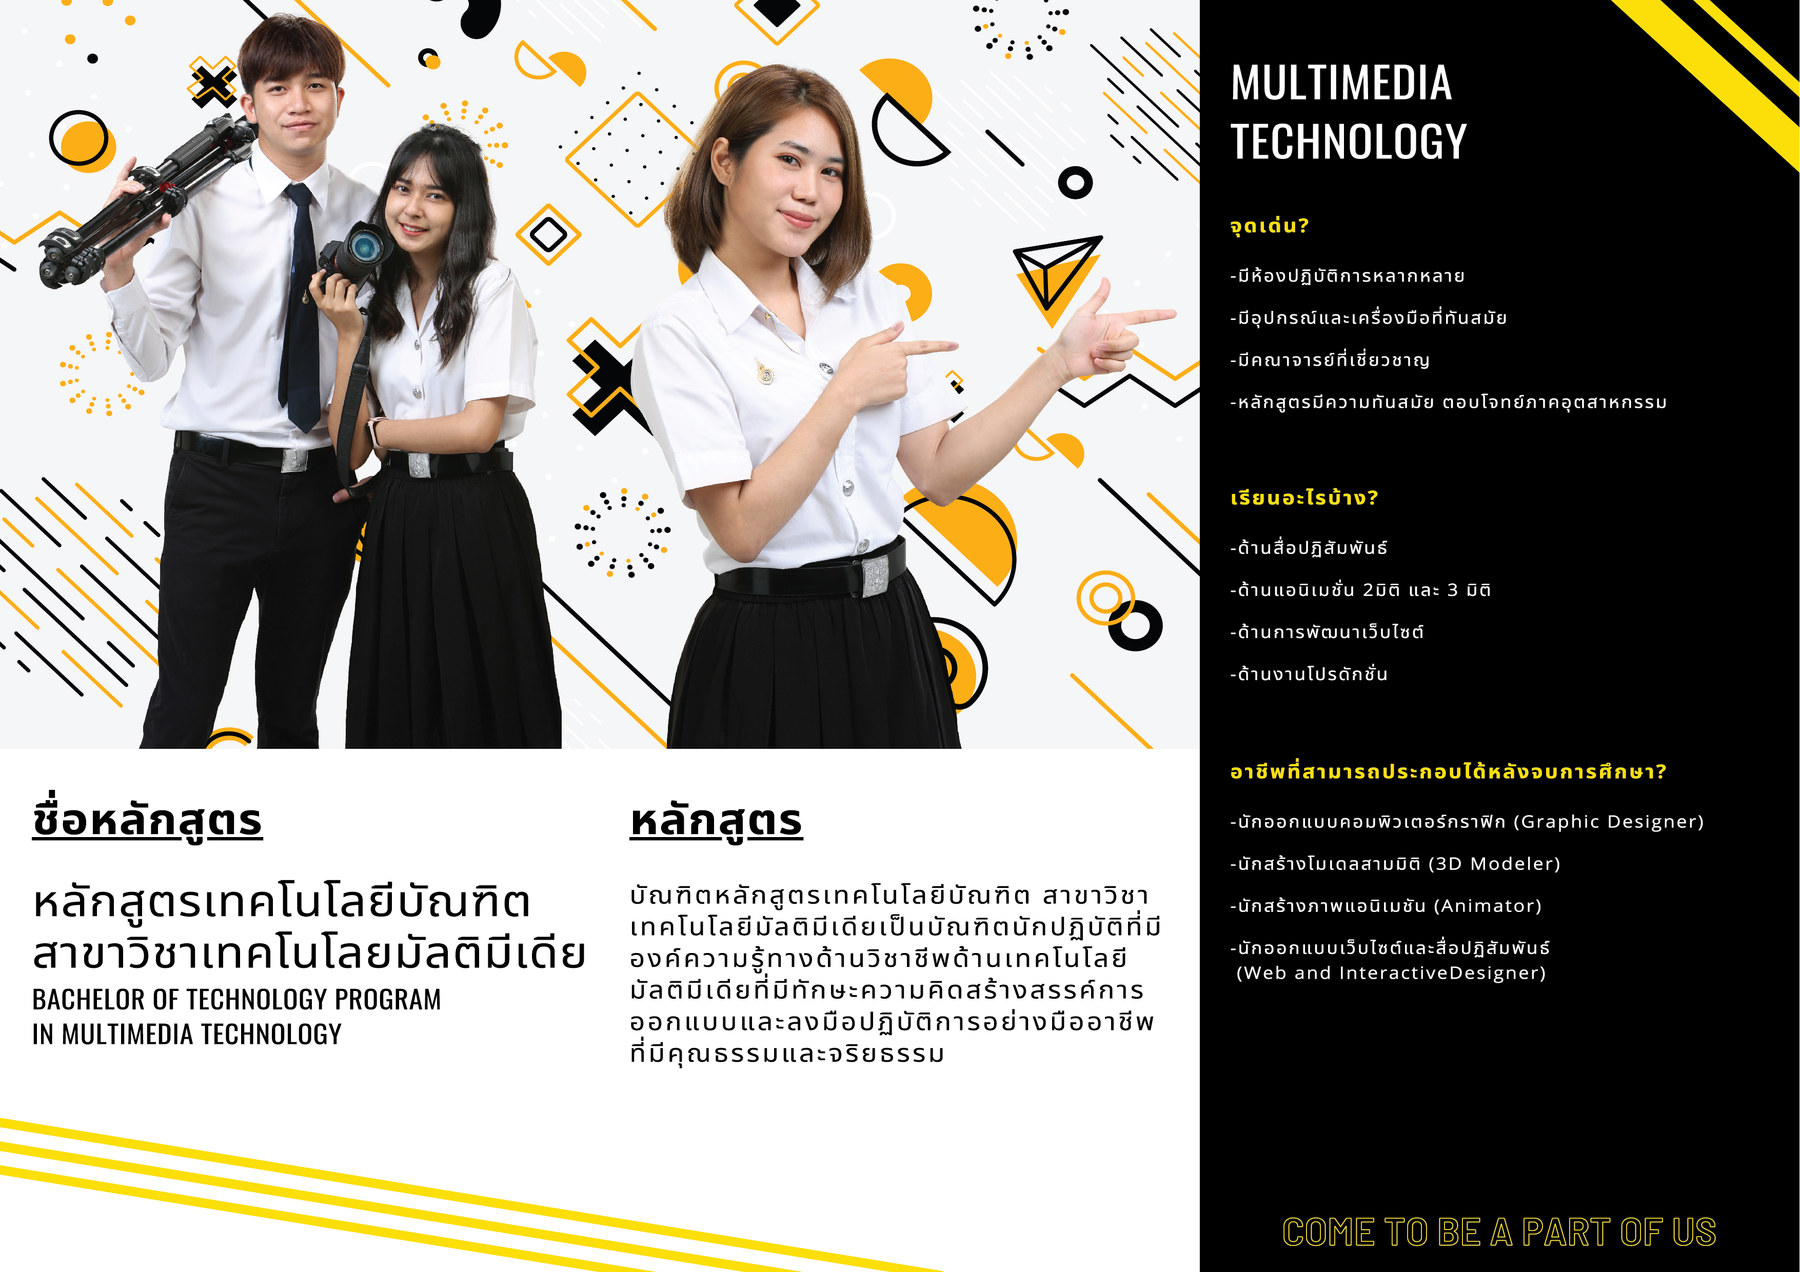 ชื่อหลักสูตร
หลักสูตรเทคโนโลยีบัณฑิต
สาขาวิชาเทคโนโลยมัลติมีเดีย
BACHELOR OF TECHNOLOGY PROGRAM
IN MULTIMEDIA TECHNOLOGY
หลักสูตร
บัณฑิตหลักสูตรเทคโนโลยีบัณฑิต สาขาวิชา
เทคโนโลยีมัลติมีเดียเป็นบัณฑิตนักปฏิบัติที่มี
องค์ความรู้ทางด้านวิชาชีพด้านเทคโนโลยี
มัลติมีเดียที่มีทักษะความคิดสร้างสรรค์การ
ออกแบบและลงมือปฏิบัติการอย่างมืออาชีพ
ที่มีคุณธรรมและจริยธรรม
MULTIMEDIA
TECHNOLOGY
จุดเด่น?
-มีห้องปฏิบัติการหลากหลาย
-มีอุปกรณ์และเครื่องมือที่ทันสมัย
-มีคณาจารย์ที่เชี่ยวชาญ
-หลักสูตรมีความทันสมัย ตอบโจทย์ภาคอุตสาหกรรม
เรียนอะไรบ้าง?
-ด้านสื่อปฏิสัมพันธ์
-ด้านแอนิเมชั่น 2มิติ และ 3 มิติ
-ด้านการพัฒนาเว็บไซต์
-ด้านงานโปรดักชั่น
อาชีพที่สามารถประกอบได้หลังจบการศึกษา?
-นักออกแบบคอมพิวเตอร์กราฟิก (Graphic Designer)
-นักสร้างโมเดลสามมิติ (3D Modeler)
-นักสร้างภาพแอนิเมชัน (Animator)
-นักออกแบบเว็บไซต์และสื่อปฏิสัมพันธ์
(Web and InteractiveDesigner)
COME TO BE A PART OF US